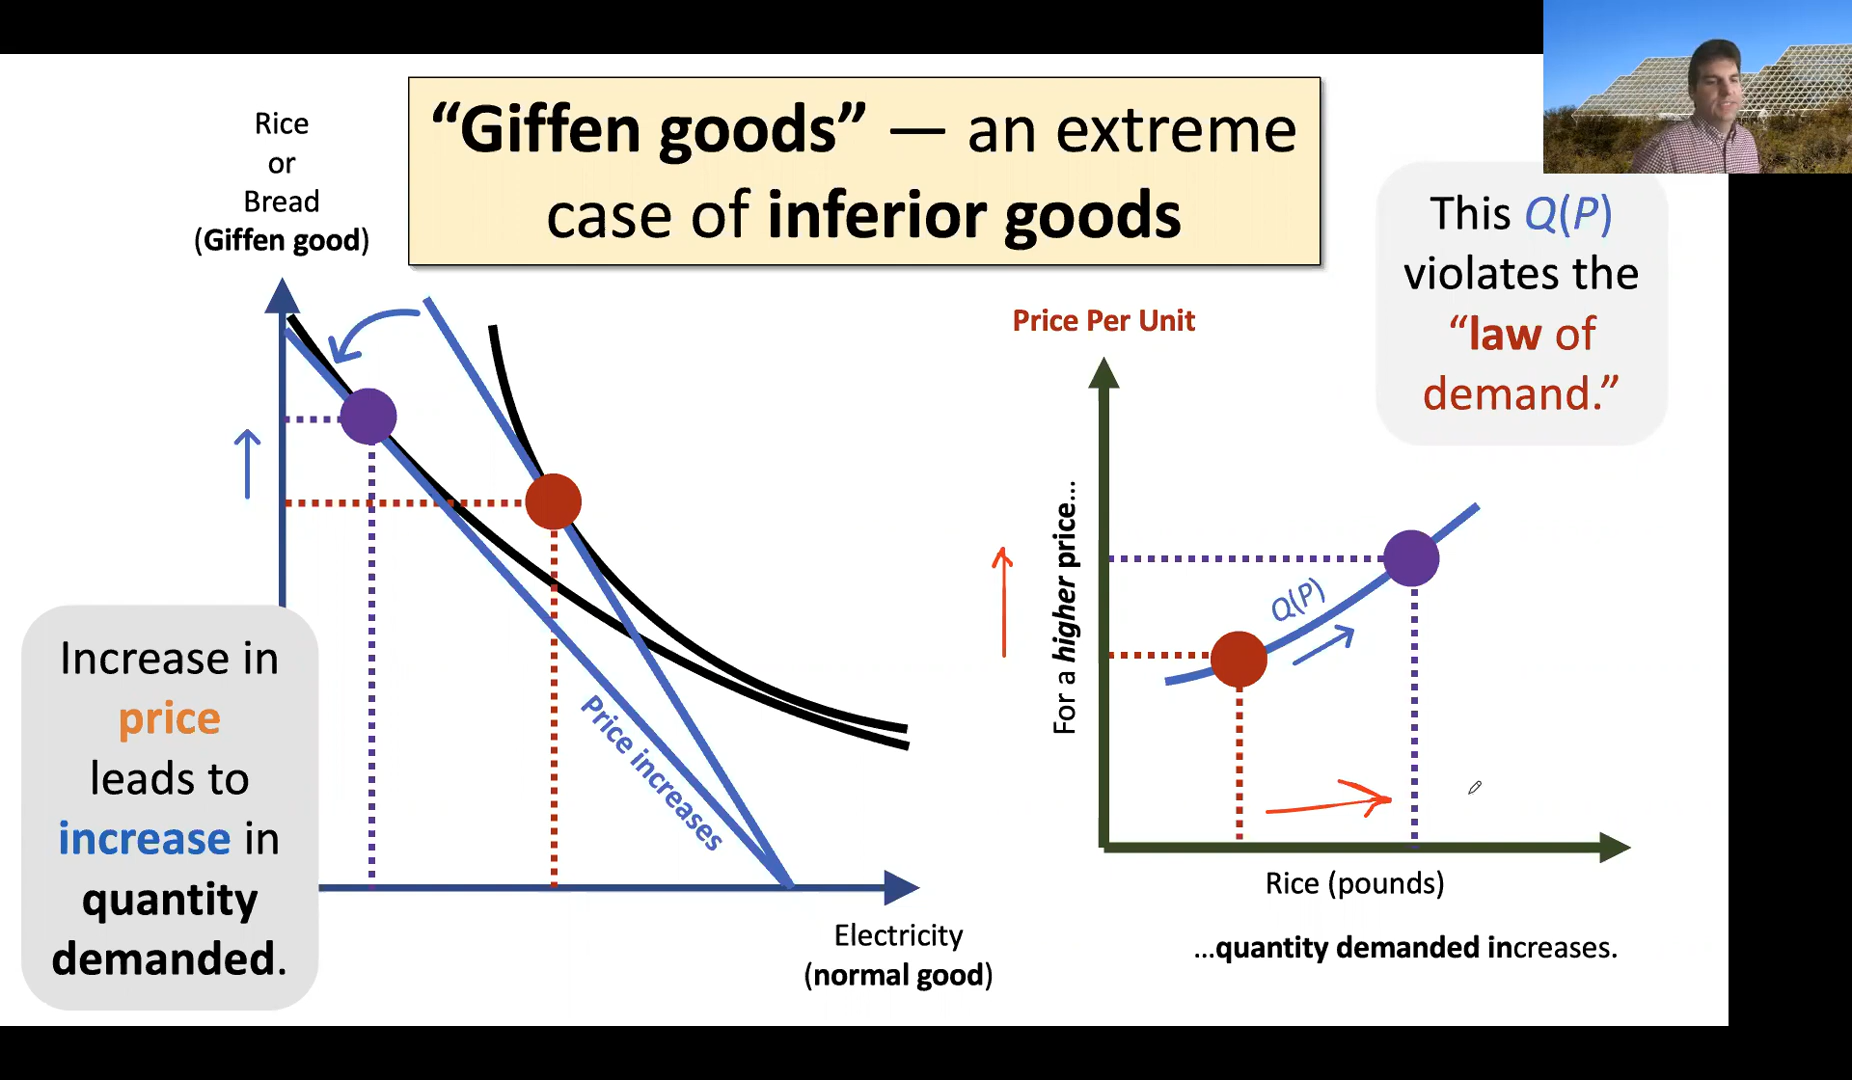 “Giffen goods” — an extreme
case of inferior goods
Rice
or
Bread
(Giffen good)
Increase in
price
leads to
increase in
quantity
demanded.
Price increases
Electricity
(normal good)
Price Per Unit
For a higher price...
Q(P)
Rice (pounds)
...quantity demanded increases.
This Q(P)
violates the
“law of
demand.”